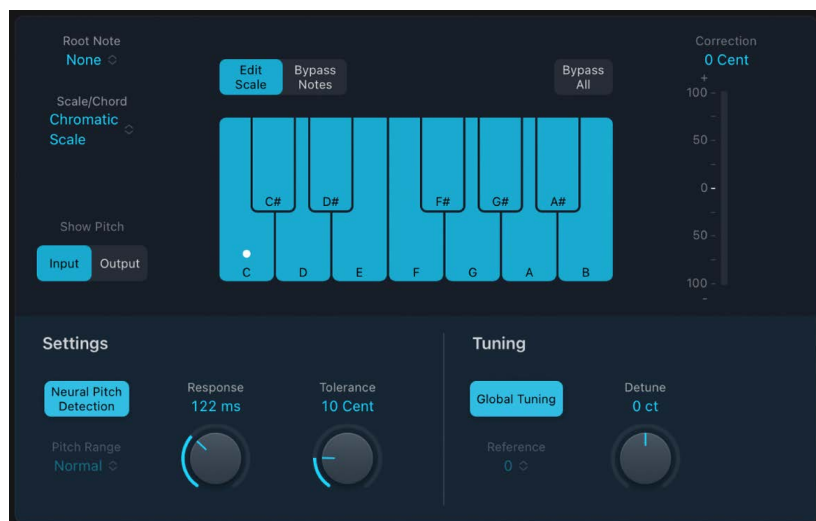 Root Note
None
Scale/Chord
Chromatic
Scale
Show Pitch
Input Output
Edit
Scale
Bypass
Notes
Bypass
All
C# D# F# G# A#
C D E F G A B
Correction
0 Cent
+
100 -
-
50 -
-
0 -
-
50 -
-
100 -
-
Settings
Neural Pitch
Detection
Pitch Range
Normal
Response
122 ms
Tolerance
10 Cent
Tuning
Global Tuning
Reference
0
Detune
0 ct